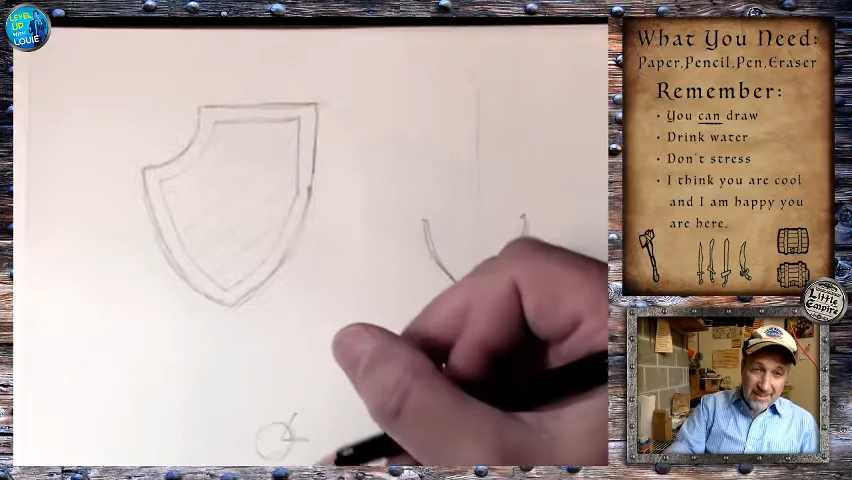 LEVEL
UP
WITH
LOUIE
What You Need:
Paper,Pencil,Pen,Eraser
Remember:
• You can draw
• Drink water
• Don't stress
• I think you are cool
and I am happy you
are here.
Little
Empire